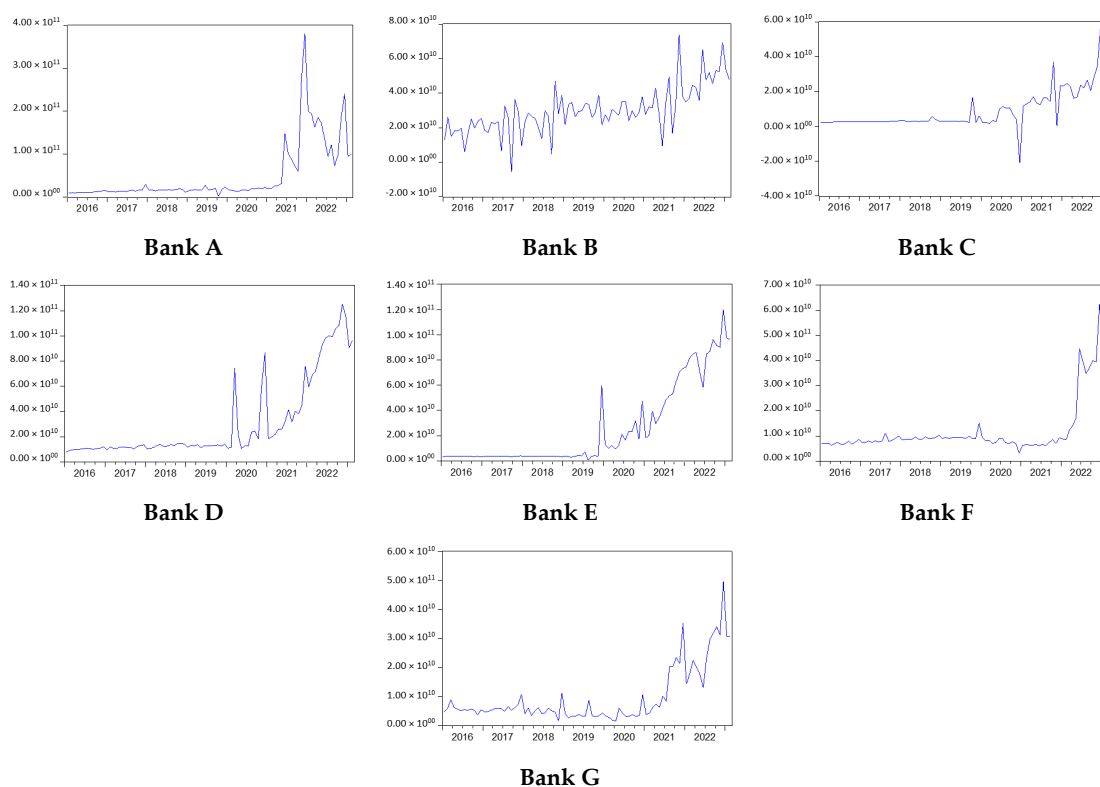 4.00 × 10¹¹
4.00 × 10¹¹
2.00 × 10¹¹
1.00 × 10¹¹
0.00 × 10⁰⁰
2016 2017 2018 2019 2020 2021 2022
Bank A
8.00 × 10¹⁰
6.00 × 10¹⁰
4.00 × 10¹⁰
2.00 × 10¹⁰
0.00 × 10⁰⁰
-2.00 × 10¹⁰
2016 2017 2018 2019 2020 2021 2022
Bank B
6.00 × 10¹⁰
4.00 × 10¹⁰
2.00 × 10¹⁰
0.00 × 10⁰⁰
-2.00 × 10¹⁰
-4.00 × 10¹⁰
2016 2017 2018 2019 2020 2021 2022
Bank C
1.40 × 10¹¹
1.20 × 10¹¹
1.00 × 10¹¹
8.00 × 10¹⁰
6.00 × 10¹⁰
4.00 × 10¹⁰
2.00 × 10¹⁰
0.00 × 10⁰⁰
2016 2017 2018 2019 2020 2021 2022
Bank D
1.40 × 10¹¹
1.20 × 10¹¹
1.00 × 10¹¹
8.00 × 10¹⁰
6.00 × 10¹⁰
4.00 × 10¹⁰
2.00 × 10¹⁰
0.00 × 10⁰⁰
2016 2017 2018 2019 2020 2021 2022
Bank E
7.00 × 10¹⁰
6.00 × 10¹⁰
5.00 × 10¹⁰
4.00 × 10¹⁰
3.00 × 10¹⁰
2.00 × 10¹⁰
1.00 × 10¹⁰
0.00 × 10⁰⁰
2016 2017 2018 2019 2020 2021 2022
Bank F
6.00 × 10¹⁰
5.00 × 10¹¹
4.00 × 10¹⁰
3.00 × 10¹⁰
2.00 × 10¹⁰
1.00 × 10¹⁰
0.00 × 10⁰⁰
2016 2017 2018 2019 2020 2021 2022
Bank G